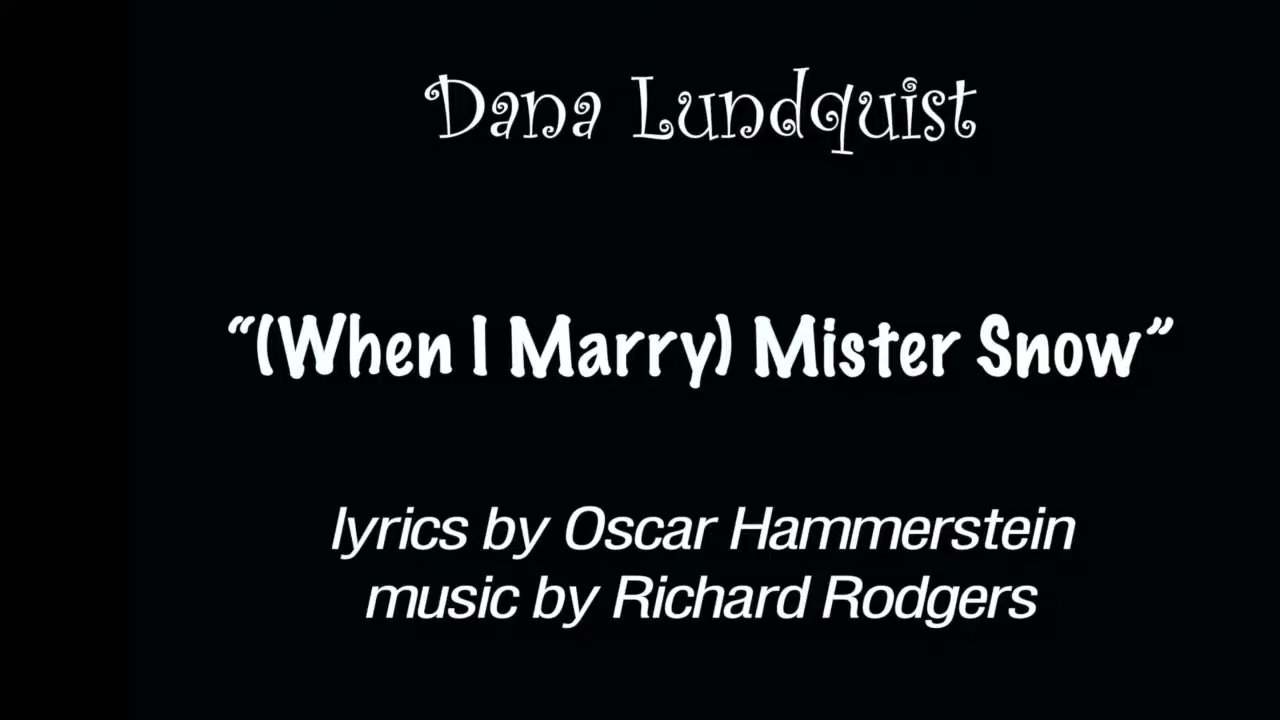 Dana Lundquist
“(When I Marry) Mister Snow”
lyrics by Oscar Hammerstein
music by Richard Rodgers